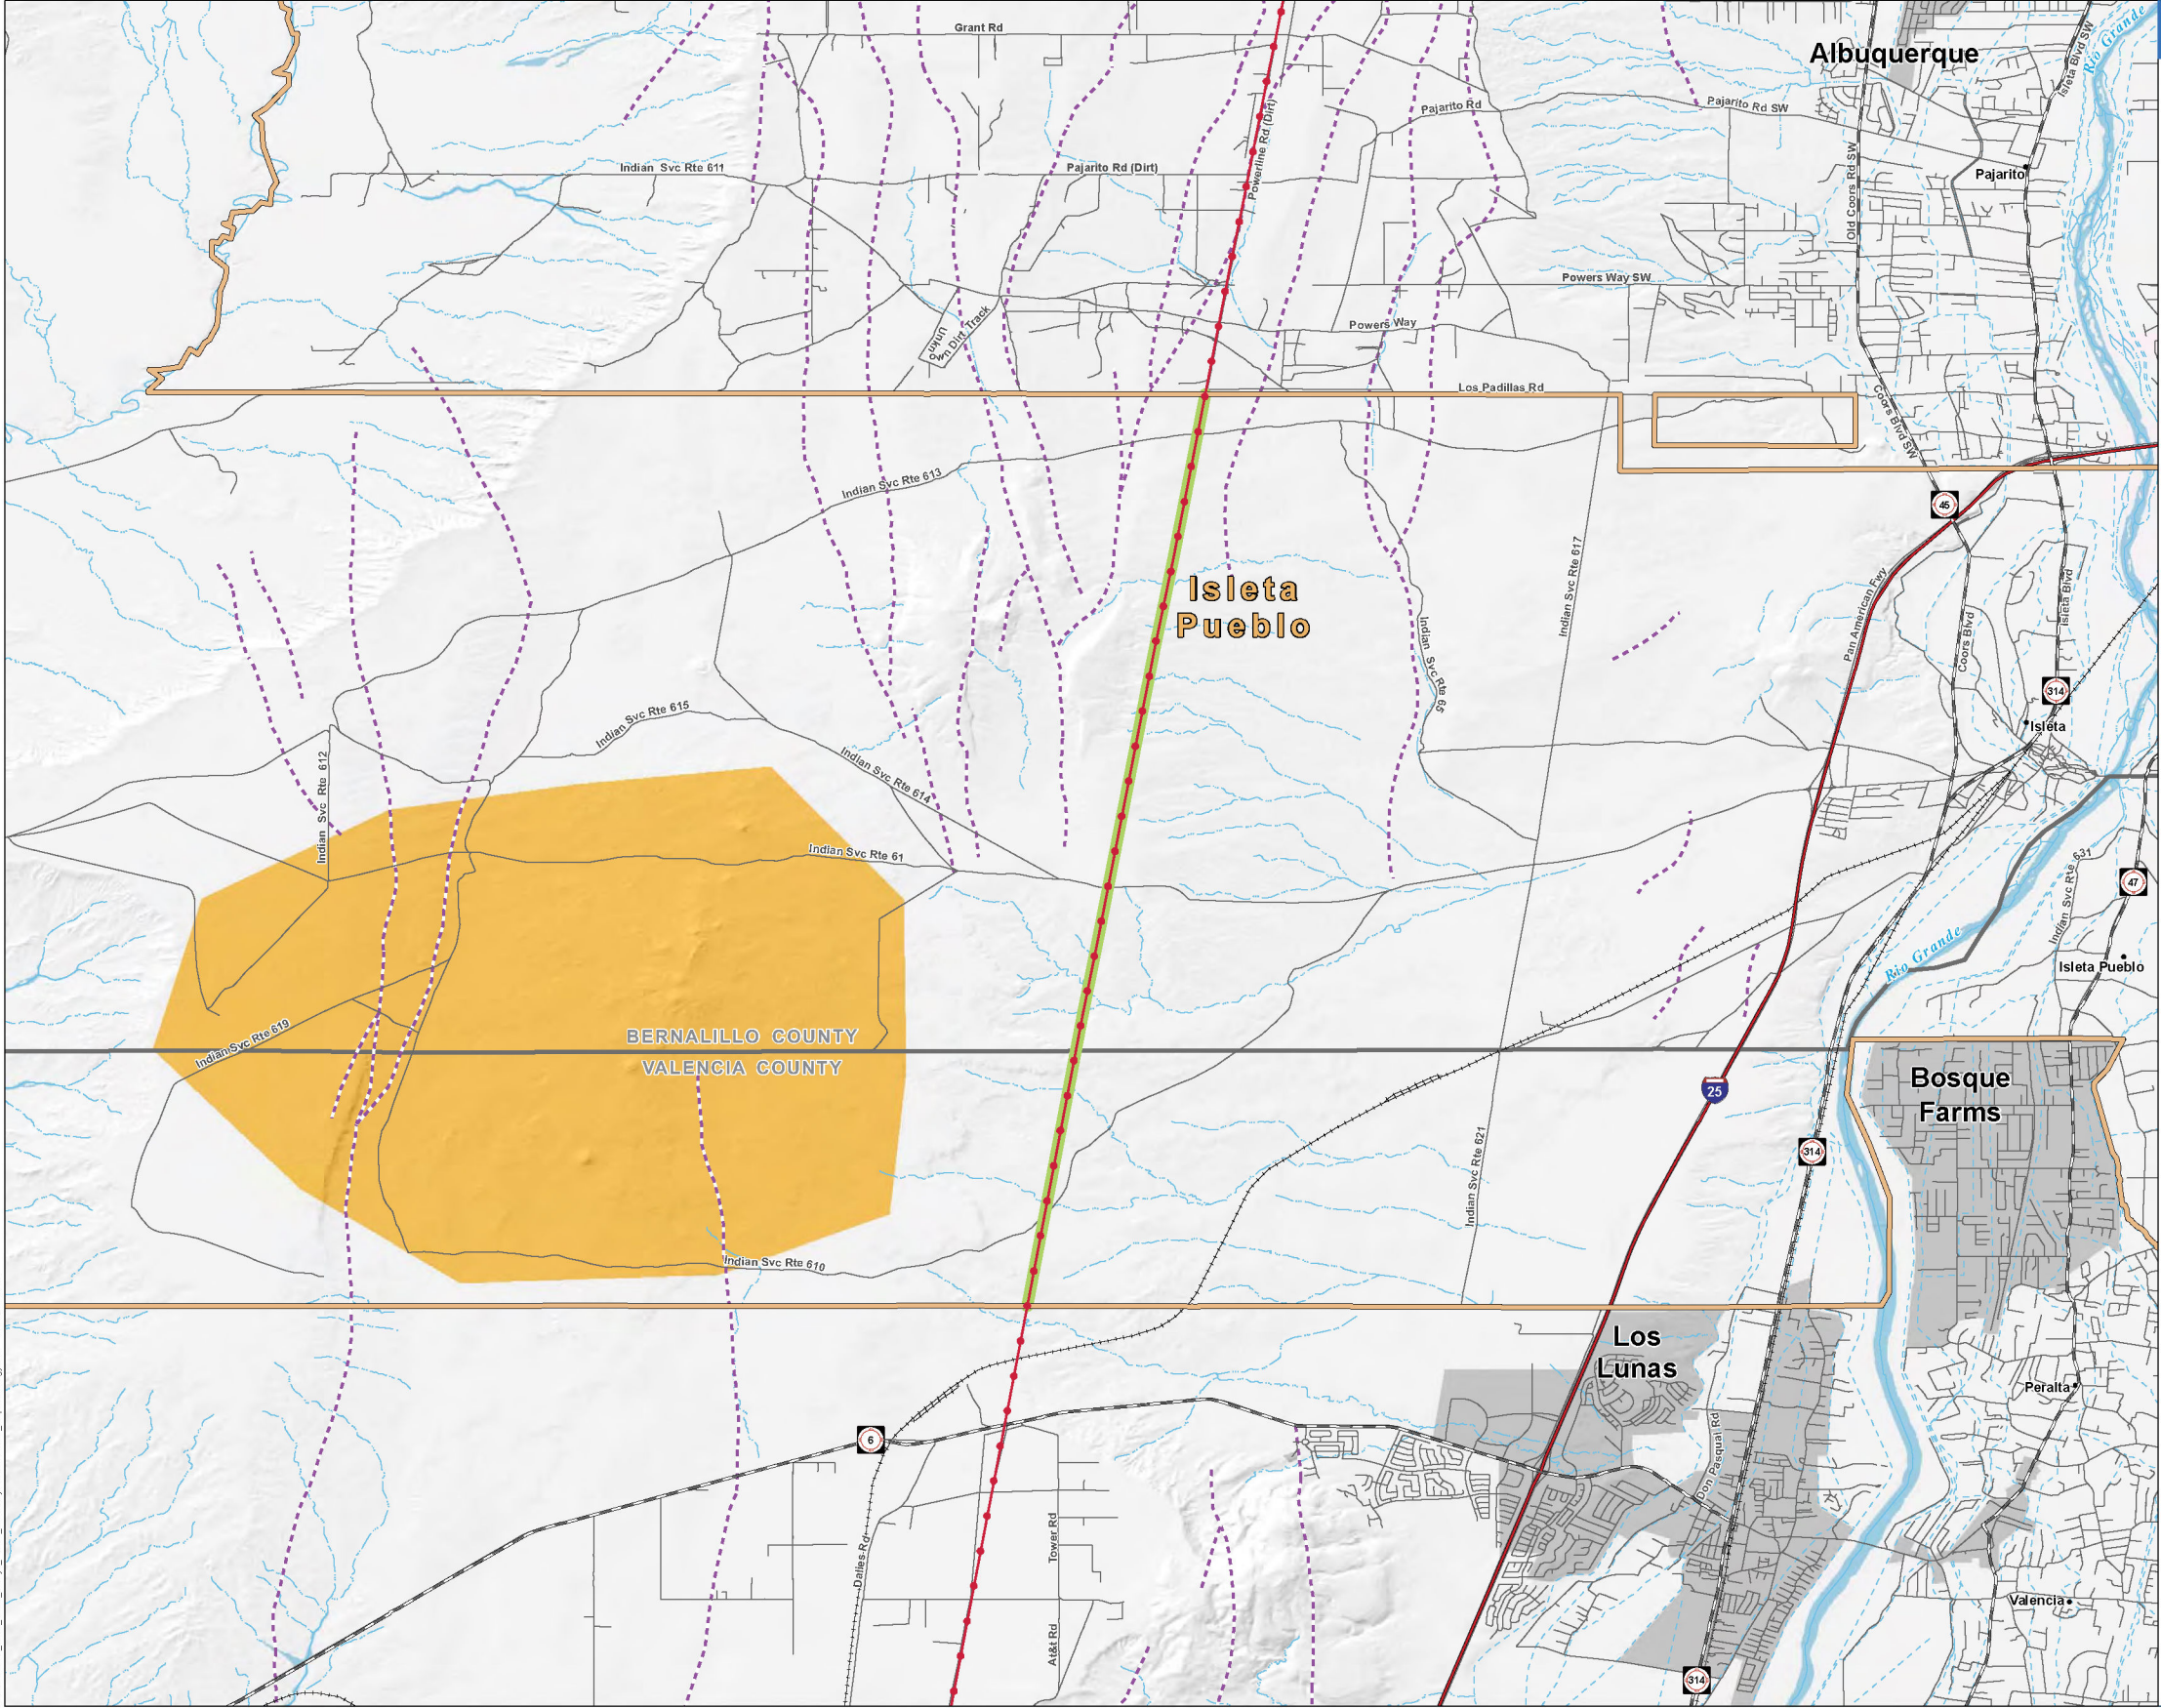 Grant Rd
Albuquerque
Isleta Blvd SW
Rio Grande
Pajarito Rd
Pajarito Rd SW
Powerline Rd (Dirt)
Indian Svc Rte 611
Pajarito Rd (Dirt)
Pajarito
Old Coors Rd SW
Powers Way SW
Unkn
own Dirt Track
Powers Way
Los Padillas Rd
Coors Blvd SW
Indian Svc Rte 613
45
Isleta
Pueblo
Indian Svc Rte 617
Pan American Fwy
Coors Blvd
Isleta Blvd
Indian Svc Rte 65
314
Isleta
Indian Svc Rte 615
Indian Svc Rte 612
Indian Svc Rte 614
Indian Svc Rte 61
Indian Svc Rte 631
47
Rio Grande
Isleta Pueblo
Indian Svc Rte 619
BERNALILLO COUNTY
VALENCIA COUNTY
25
Bosque
Farms
314
Indian Svc Rte 621
Indian Svc Rte 610
Los
Lunas
Peralta
6
Don Pasqual Rd
Dalies Rd
Tower Rd
At&t Rd
Valencia
314